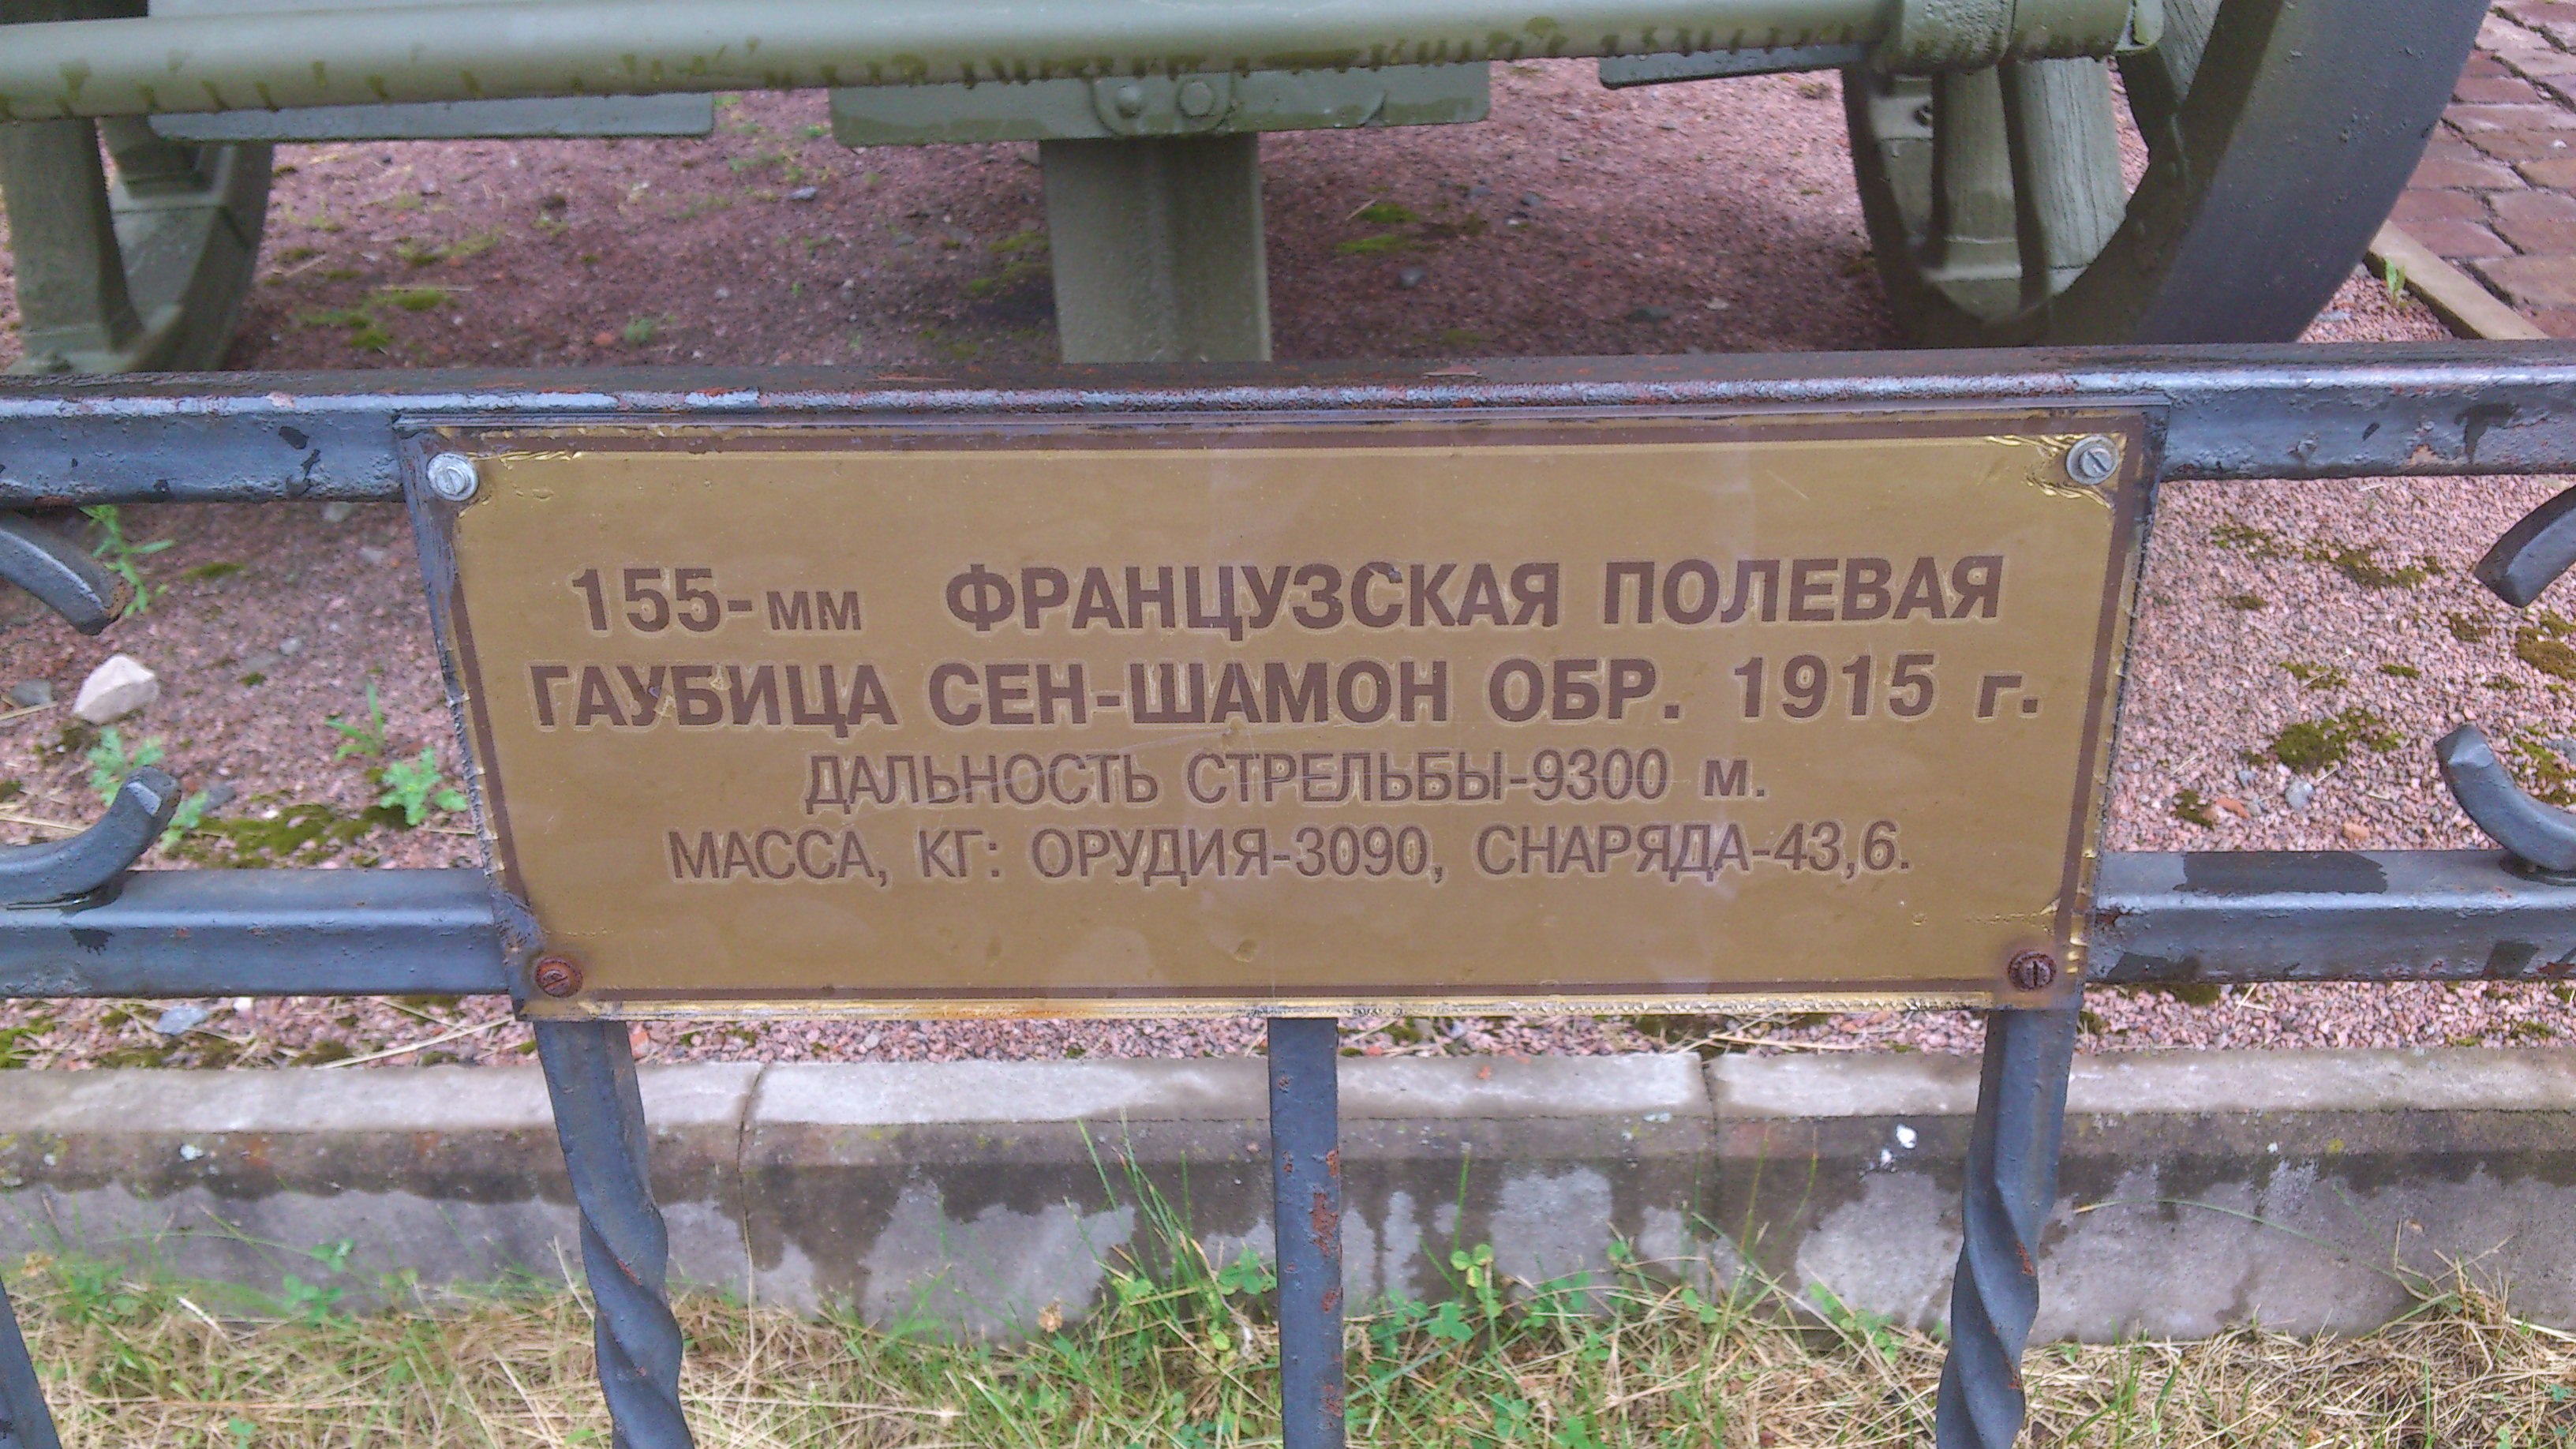 155-мм ФРАНЦУЗСКАЯ ПОЛЕВАЯ
ГАУБИЦА СЕН-ШАМОН ОБР. 1915 г.
ДАЛЬНОСТЬ СТРЕЛЬБЫ-9300 м.
МАССА, КГ: ОРУДИЯ-3090, СНАРЯДА-43,6.